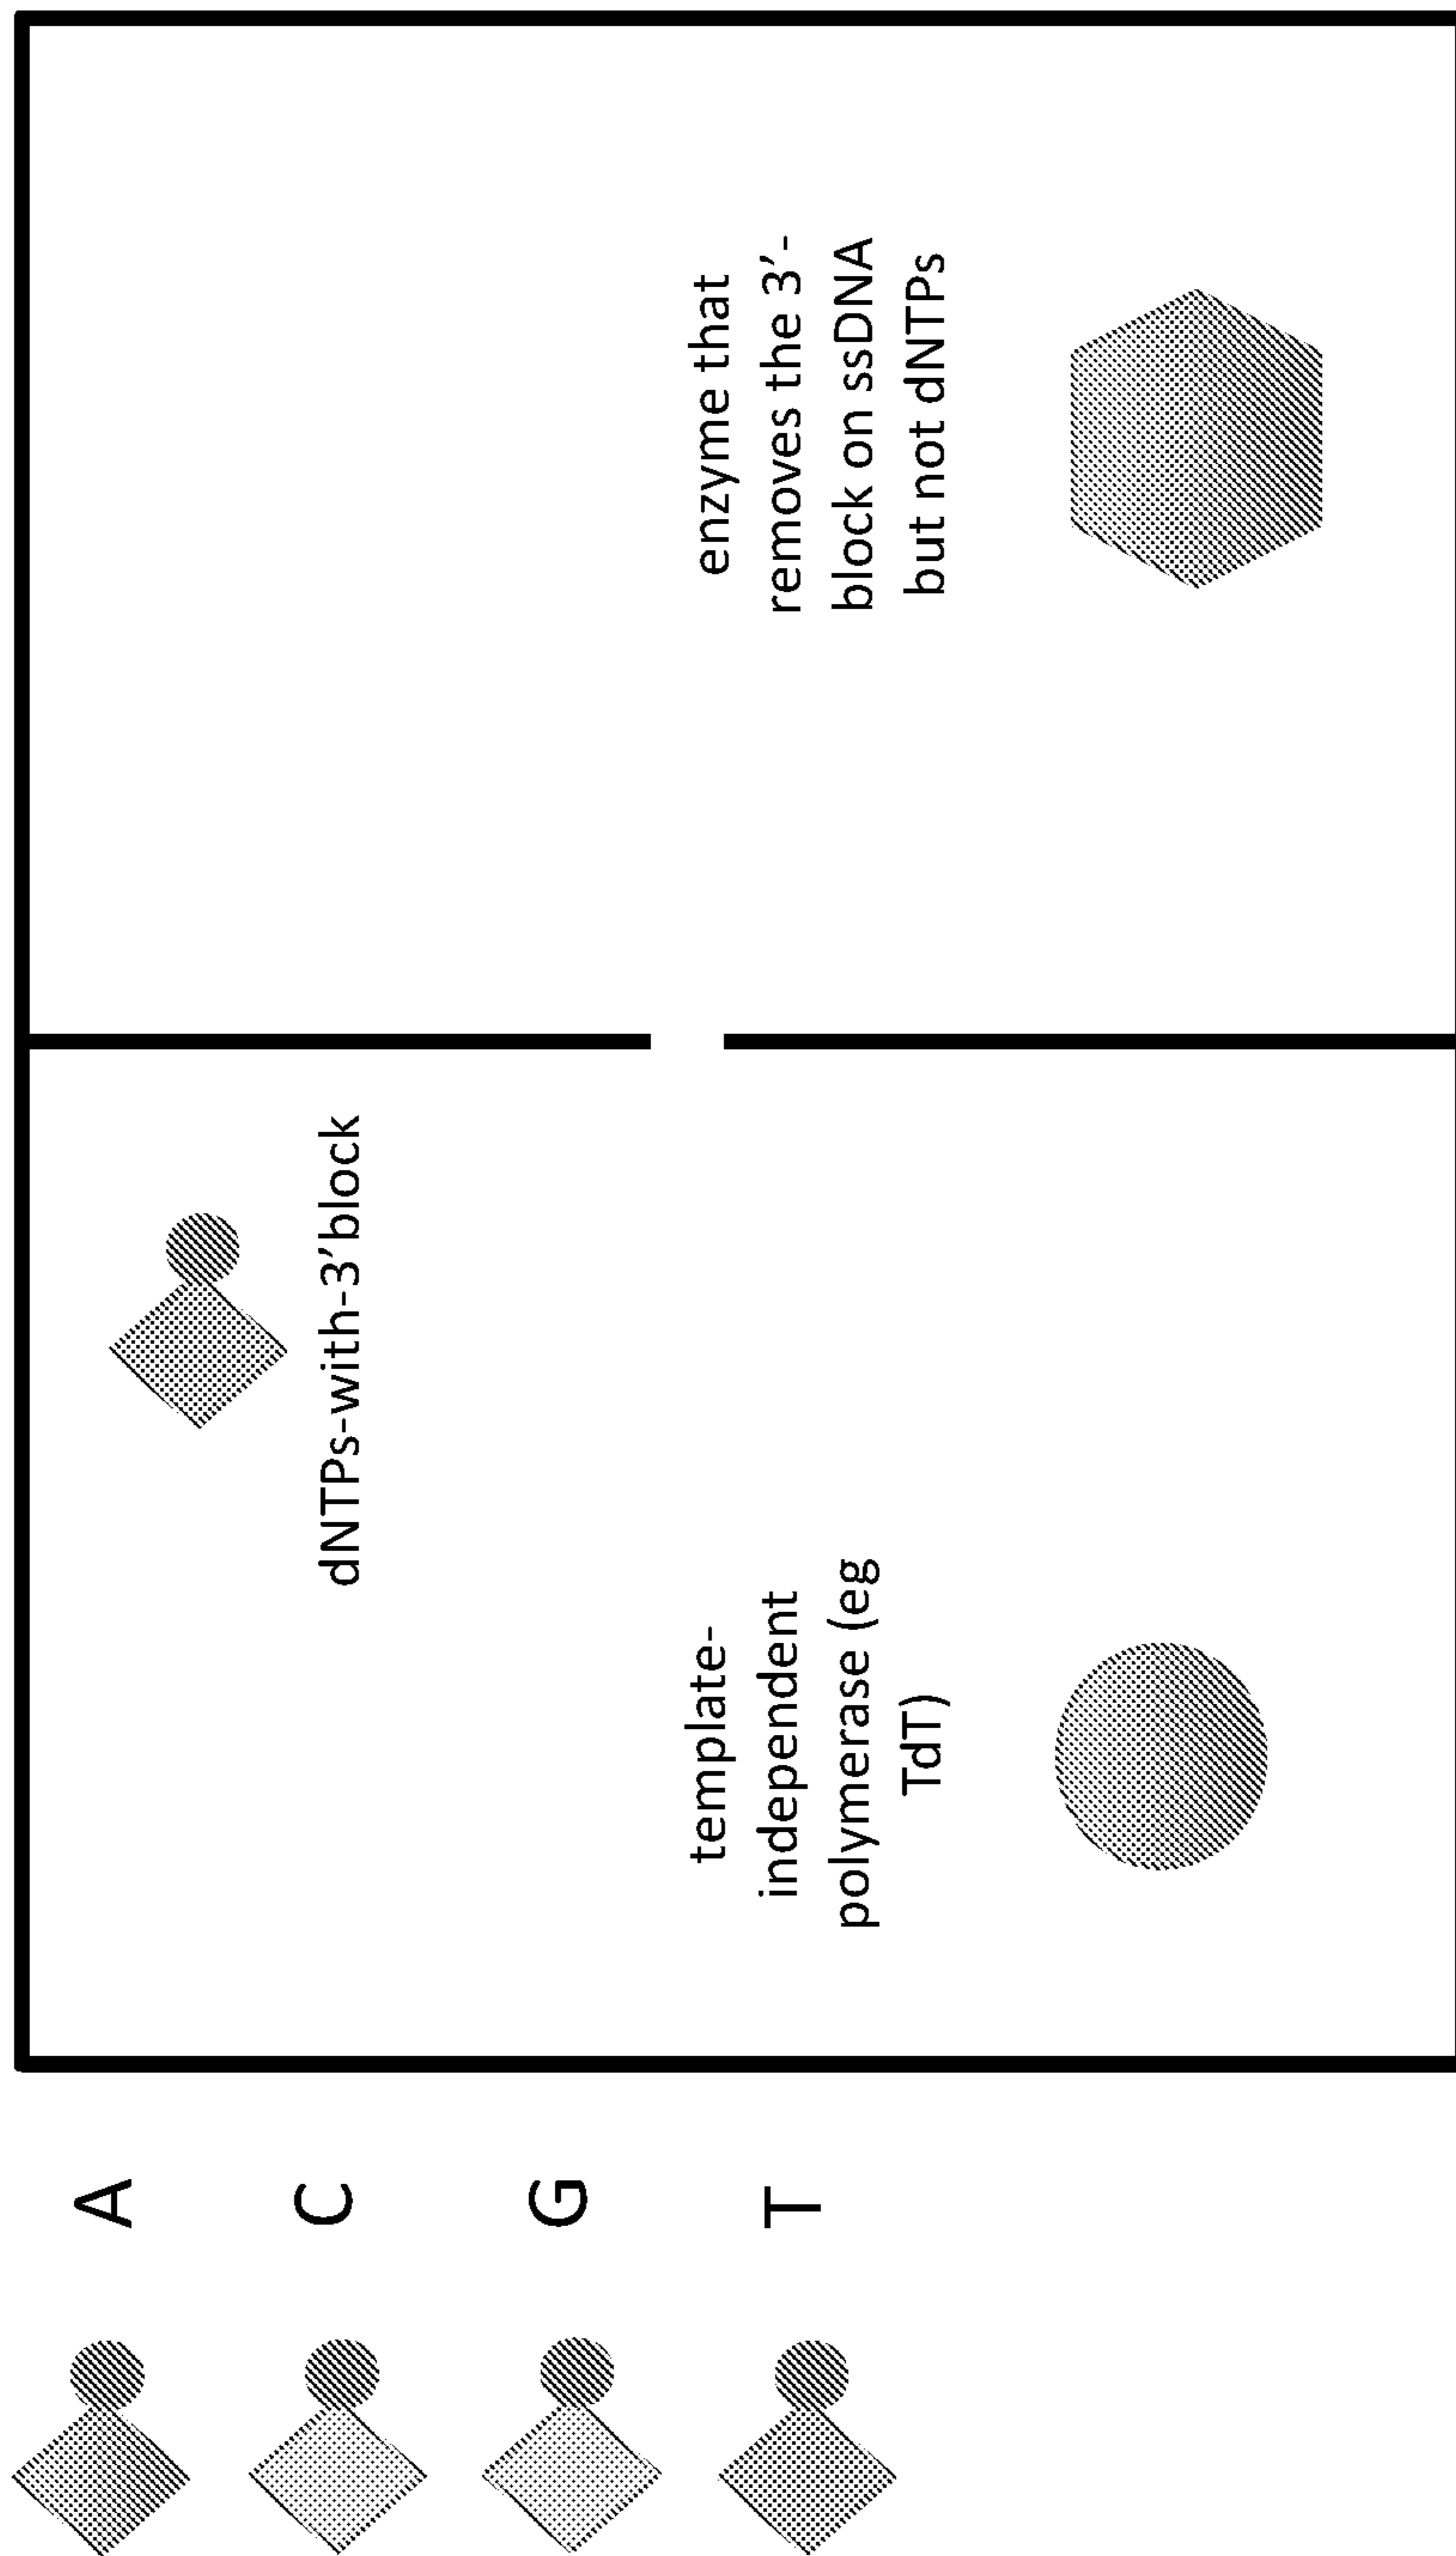 A
C
G
T
dNTPs-with-3’block
template-
independent
polymerase (eg
TdT)
enzyme that
removes the 3’-
block on ssDNA
but not dNTPs